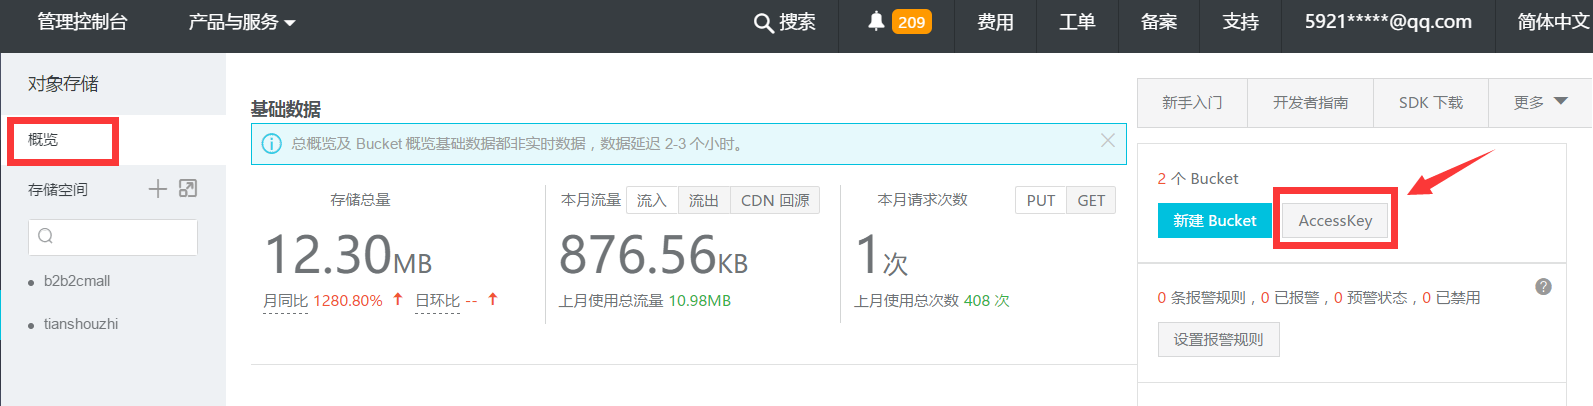 管理控制台 产品与服务 搜索 209 费用 工单 备案 支持 5921*****@qq.com 简体中文
对象存储
概览
存储空间
b2b2cmall
tianshouzhi
基础数据
总概览及 Bucket 概览基础数据都非实时数据，数据延迟 2-3 个小时。
存储总量
12.30MB
月同比 1280.80% 日环比 --
本月流量 流入 流出 CDN 回源
876.56KB
上月使用总流量 10.98MB
本月请求次数 PUT GET
1次
上月使用总次数 408 次
新手入门 开发者指南 SDK 下载 更多
2 个 Bucket
新建 Bucket AccessKey
0 条报警规则，0 已报警，0 预警状态，0 已禁用 ?
设置报警规则